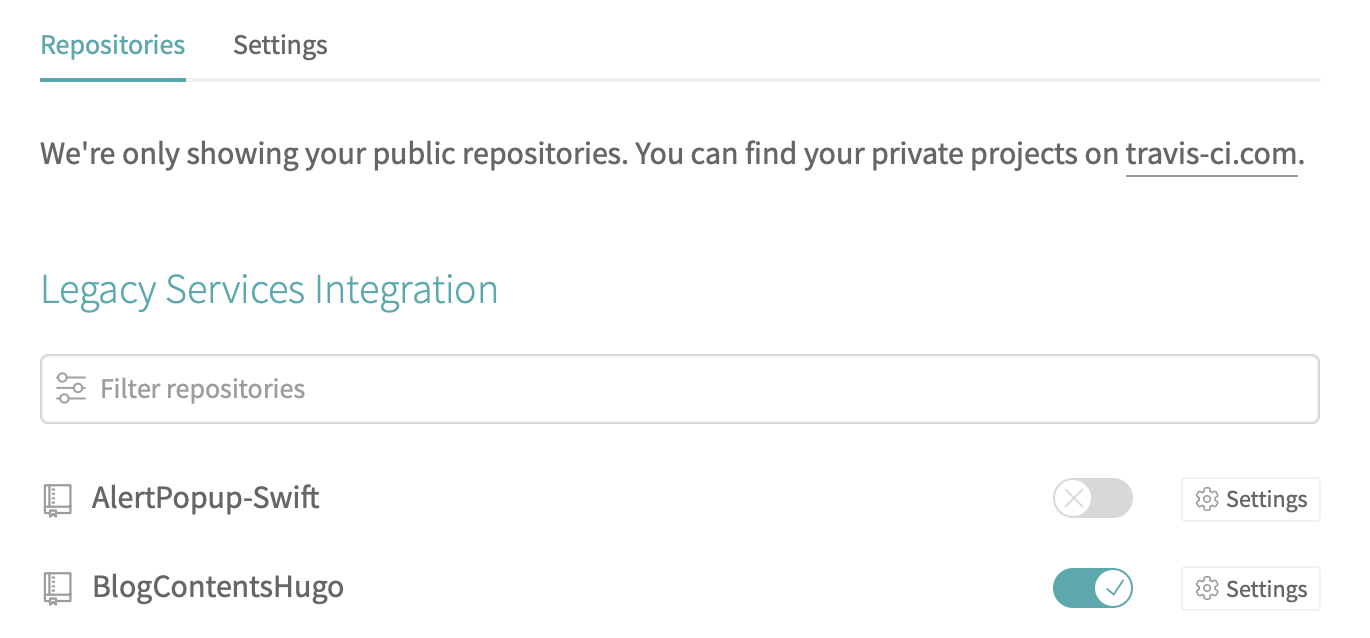 Repositories Settings
We're only showing your public repositories. You can find your private projects on travis-ci.com.
Legacy Services Integration
Filter repositories
AlertPopup-Swift Settings
BlogContentsHugo Settings